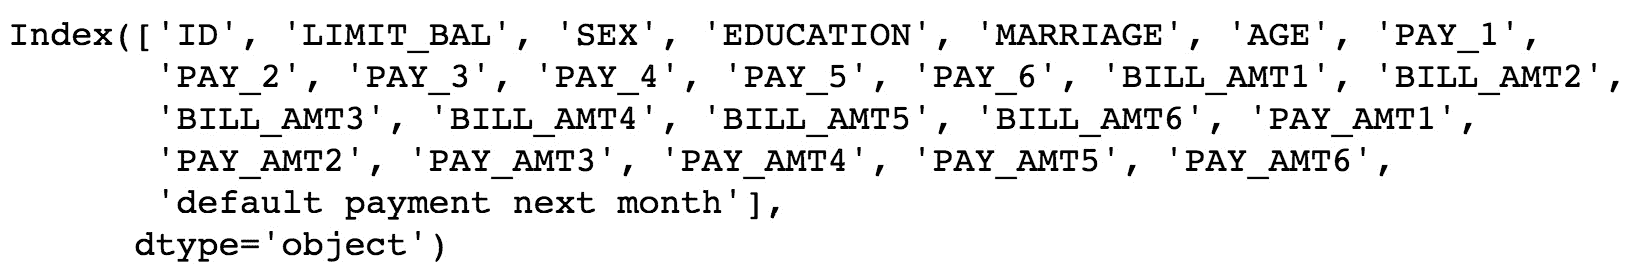 Index(['ID', 'LIMIT_BAL', 'SEX', 'EDUCATION', 'MARRIAGE', 'AGE', 'PAY_1',
'PAY_2', 'PAY_3', 'PAY_4', 'PAY_5', 'PAY_6', 'BILL_AMT1', 'BILL_AMT2',
'BILL_AMT3', 'BILL_AMT4', 'BILL_AMT5', 'BILL_AMT6', 'PAY_AMT1',
'PAY_AMT2', 'PAY_AMT3', 'PAY_AMT4', 'PAY_AMT5', 'PAY_AMT6',
'default payment next month'],
dtype='object')